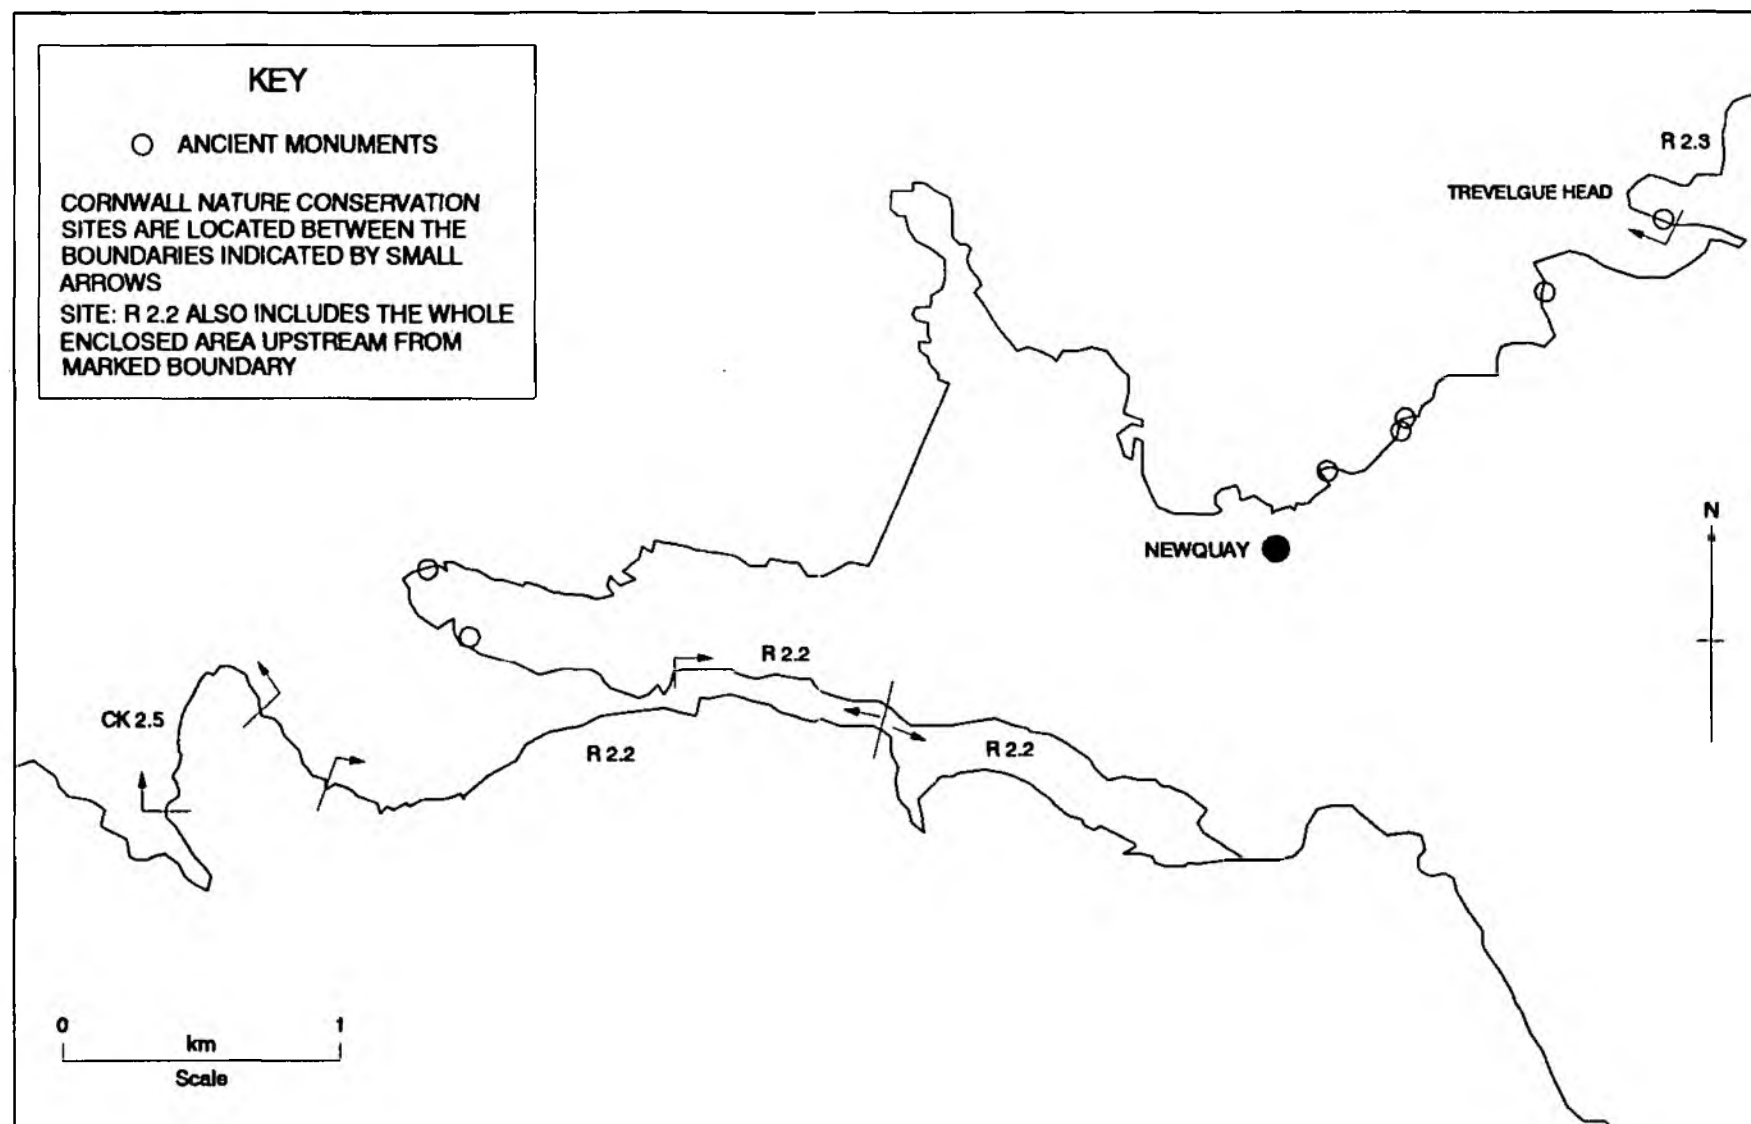 KEY
ANCIENT MONUMENTS
CORNWALL NATURE CONSERVATION
SITES ARE LOCATED BETWEEN THE
BOUNDARIES INDICATED BY SMALL
ARROWS
SITE: R 2.2 ALSO INCLUDES THE WHOLE
ENCLOSED AREA UPSTREAM FROM
MARKED BOUNDARY
R 2.3
TREVELGUE HEAD
N
NEWQUAY
R 2.2
CK 2.5
R 2.2
R 2.2
0 1
km
Scale